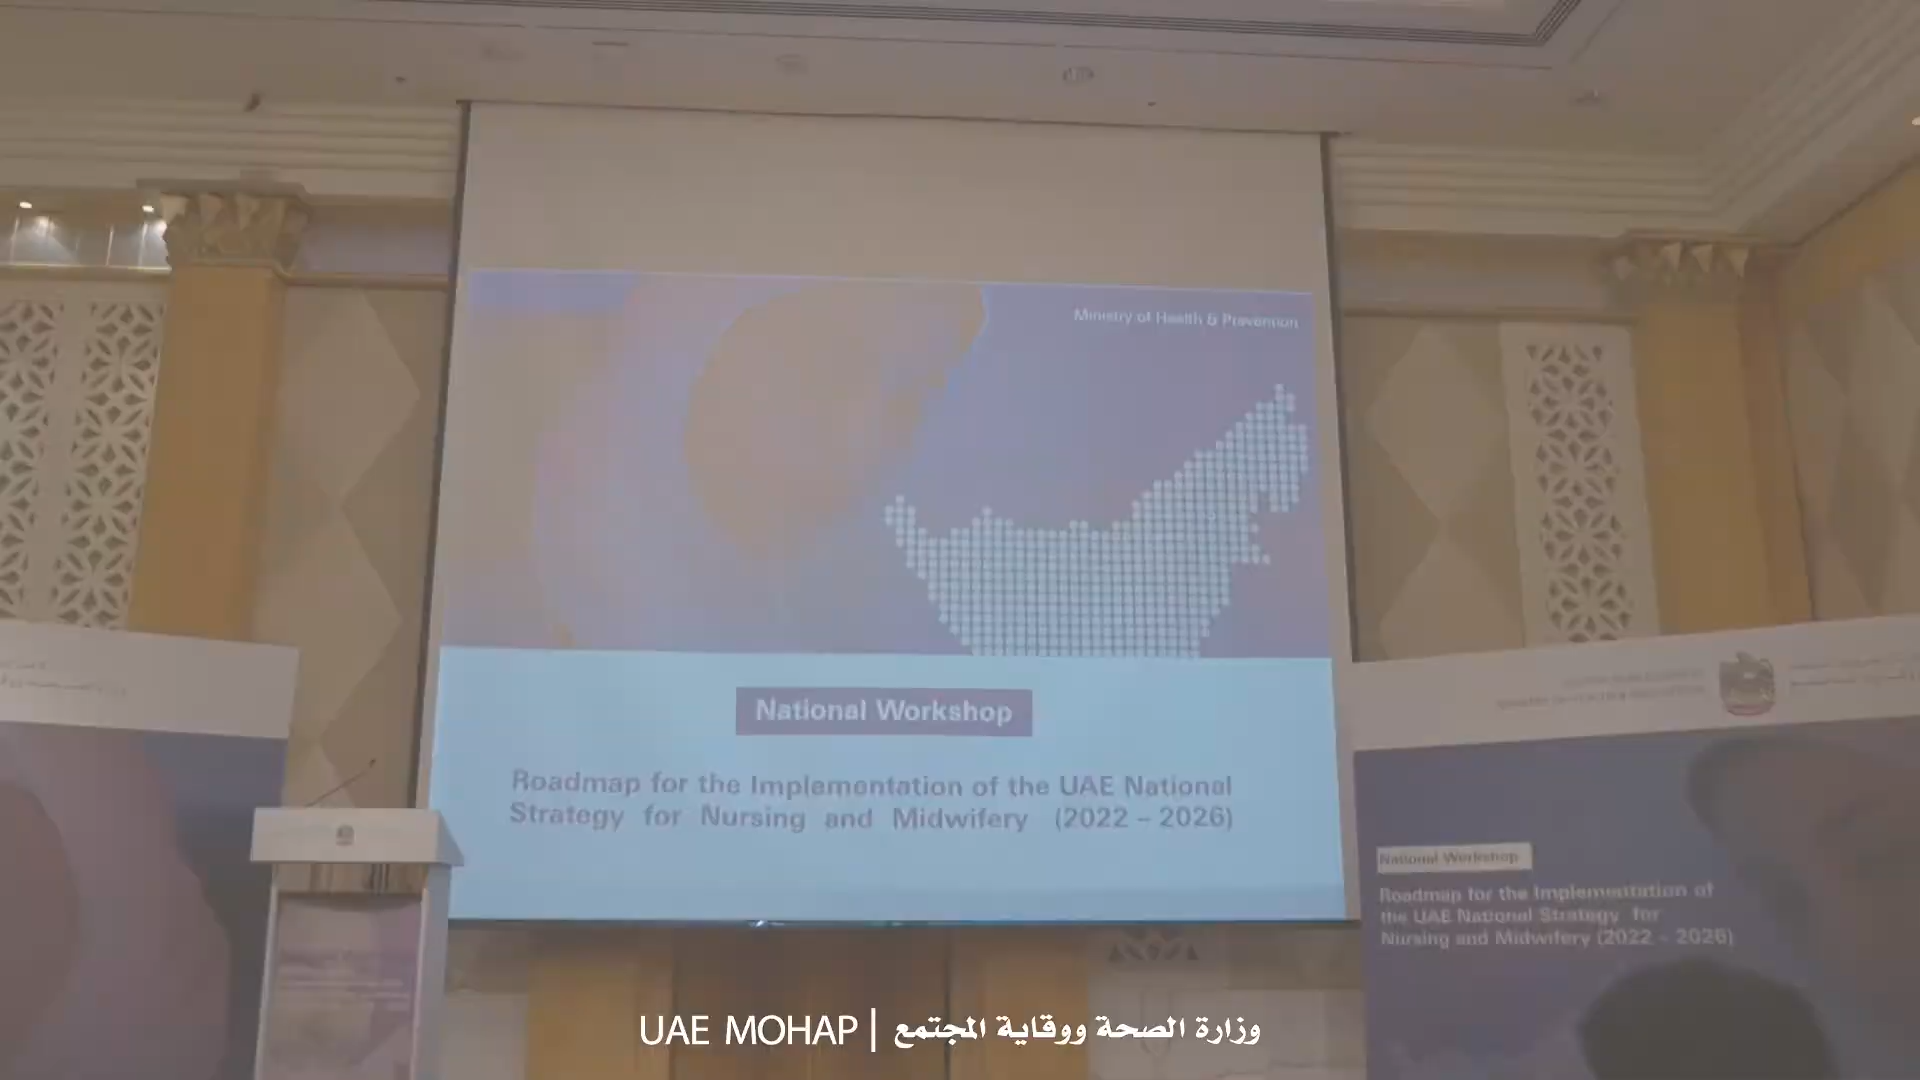 Ministry of Health & Prevention
National Workshop
Roadmap for the Implementation of the UAE National
Strategy for Nursing and Midwifery (2022 – 2026)
National Workshop
Roadmap for the Implementation of
the UAE National Strategy for
Nursing and Midwifery (2022 - 2026)
UAE MOHAP | وزارة الصحة ووقاية المجتمع